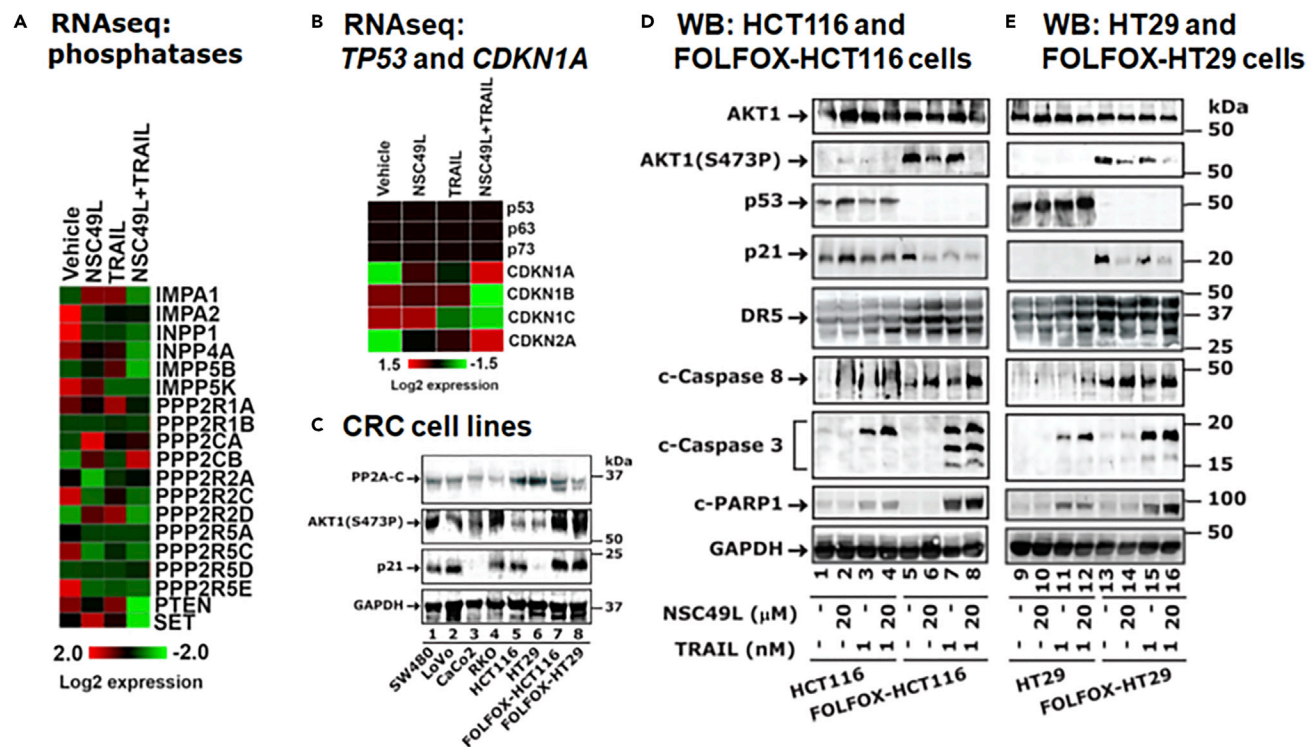 A RNAseq:
phosphatases
Vehicle
NSC49L
TRAIL
NSC49L+TRAIL
IMPA1
IMPA2
INPP1
INPP4A
IMPP5B
IMPP5K
PPP2R1A
PPP2R1B
PPP2CA
PPP2CB
PPP2R2A
PPP2R2C
PPP2R2D
PPP2R5A
PPP2R5C
PPP2R5D
PPP2R5E
PTEN
SET
2.0 -2.0
Log2 expression
B RNAseq:
TP53 and CDKN1A
Vehicle
NSC49L
TRAIL
NSC49L+TRAIL
p53
p63
p73
CDKN1A
CDKN1B
CDKN1C
CDKN2A
1.5 -1.5
Log2 expression
C CRC cell lines
kDa
PP2A-C 37
AKT1(S473P)
50
25
p21
GAPDH 37
1 2 3 4 5 6 7 8
SW480
LoVo
CaCo2
RKO
HCT116
HT29
FOLFOX-HCT116
FOLFOX-HT29
D WB: HCT116 and
FOLFOX-HCT116 cells
E WB: HT29 and
FOLFOX-HT29 cells
kDa
AKT1
50
AKT1(S473P)
50
p53 50
p21 20
50
DR5 37
25
c-Caspase 8 50
20
c-Caspase 3
15
c-PARP1 100
50
GAPDH
1 2 3 4 5 6 7 8 9 10 11 12 13 14 15 16
NSC49L (μM) - 20 - 20 - 20 - 20 - 20 - 20 - 20 - 20
TRAIL (nM) - - 1 1 - - 1 1 - - 1 1 - - 1 1
HCT116
FOLFOX-HCT116
HT29
FOLFOX-HT29